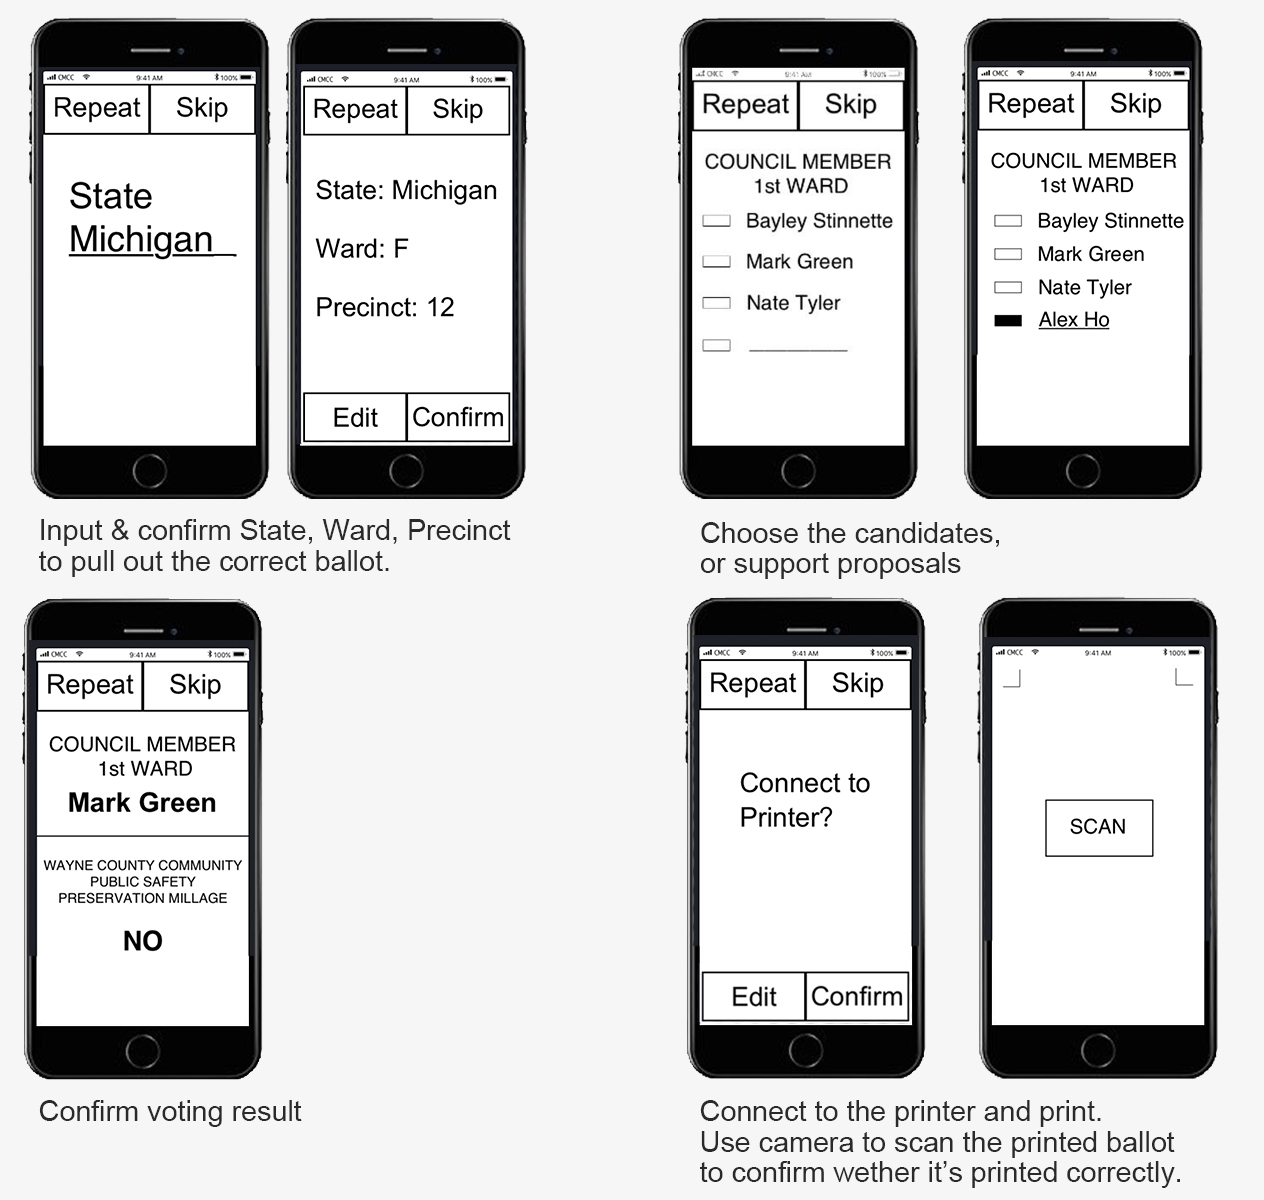 CMCC 9:41 AM 100%
Repeat Skip
State
Michigan
CMCC 9:41 AM 100%
Repeat Skip
State: Michigan
Ward: F
Precinct: 12
Edit Confirm
Input & confirm State, Ward, Precinct
to pull out the correct ballot.
CMCC 9:41 AM 100%
Repeat Skip
COUNCIL MEMBER
1st WARD
Bayley Stinnette
Mark Green
Nate Tyler
CMCC 9:41 AM 100%
Repeat Skip
COUNCIL MEMBER
1st WARD
Bayley Stinnette
Mark Green
Nate Tyler
Alex Ho
Choose the candidates,
or support proposals
CMCC 9:41 AM 100%
Repeat Skip
COUNCIL MEMBER
1st WARD
Mark Green
WAYNE COUNTY COMMUNITY
PUBLIC SAFETY
PRESERVATION MILLAGE
NO
Confirm voting result
CMCC 9:41 AM 100%
Repeat Skip
Connect to
Printer?
Edit Confirm
CMCC 9:41 AM 100%
SCAN
Connect to the printer and print.
Use camera to scan the printed ballot
to confirm wether it's printed correctly.